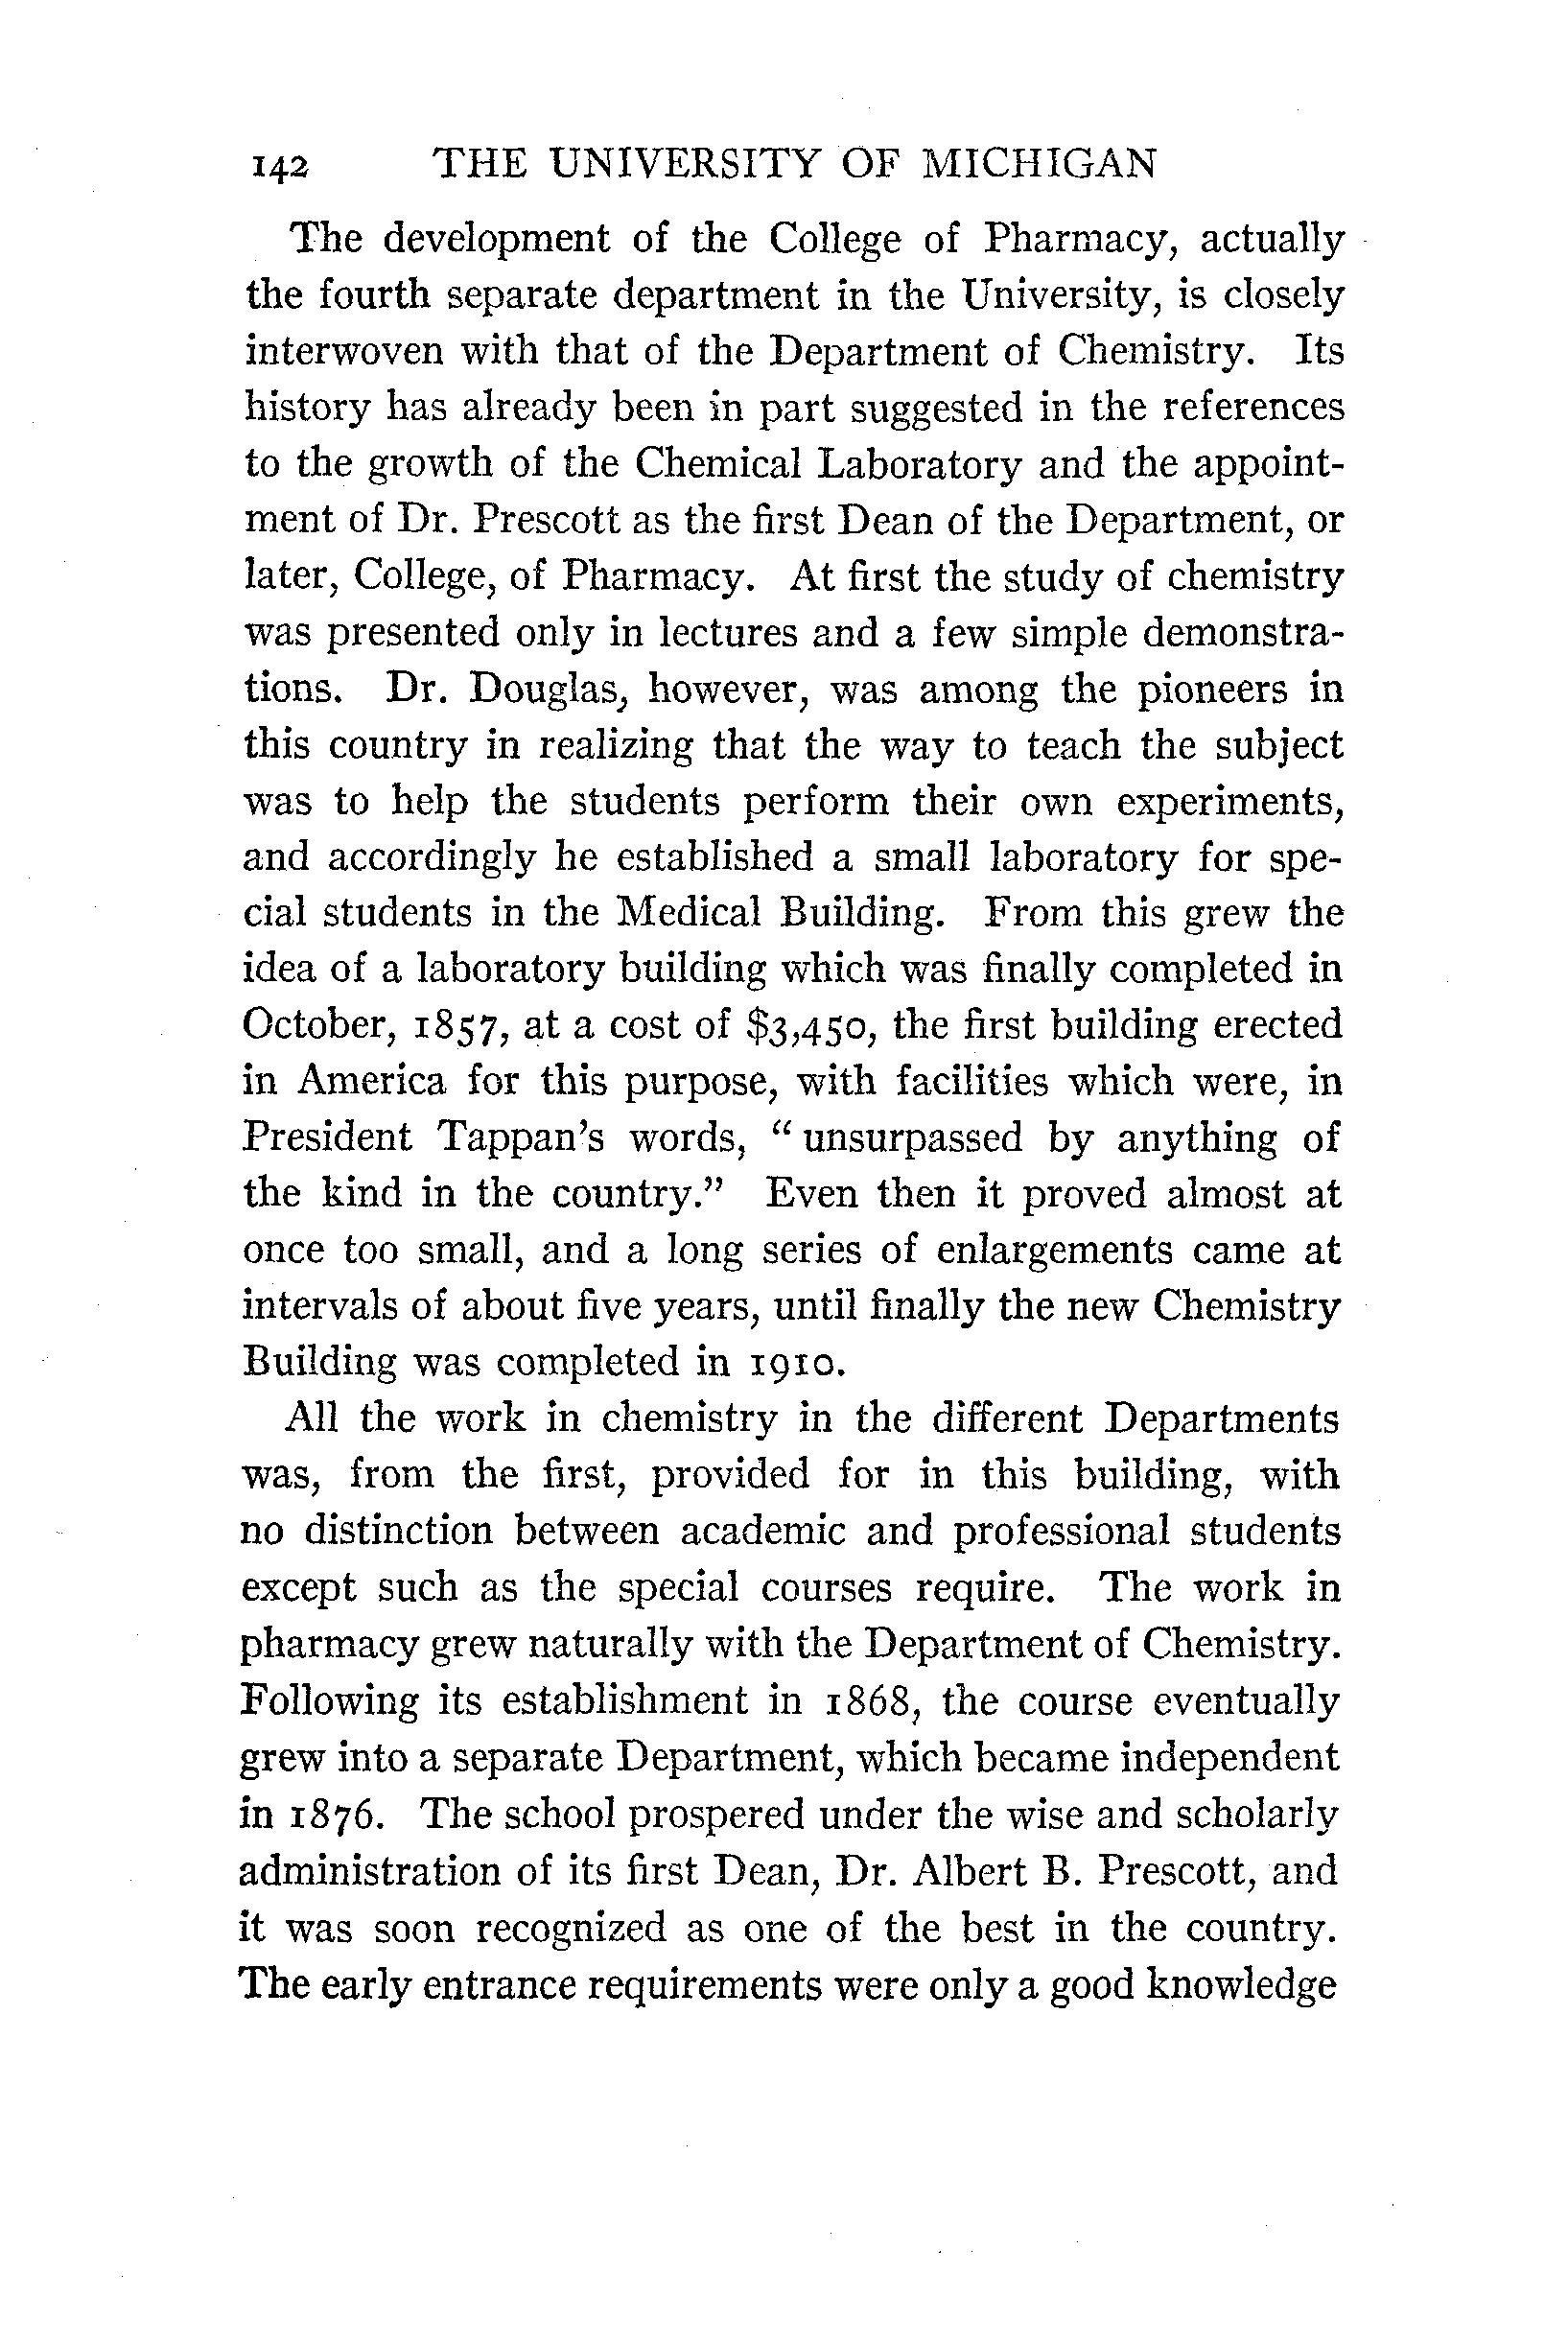 142 THE UNIVERSITY OF MICHIGAN
The development of the College of Pharmacy, actually
the fourth separate department in the University, is closely
interwoven with that of the Department of Chemistry. Its
history has already been in part suggested in the references
to the growth of the Chemical Laboratory and the appoint-
ment of Dr. Prescott as the first Dean of the Department, or
later, College, of Pharmacy. At first the study of chemistry
was presented only in lectures and a few simple demonstra-
tions. Dr. Douglas, however, was among the pioneers in
this country in realizing that the way to teach the subject
was to help the students perform their own experiments,
and accordingly he established a small laboratory for spe-
cial students in the Medical Building. From this grew the
idea of a laboratory building which was finally completed in
October, 1857, at a cost of $3,450, the first building erected
in America for this purpose, with facilities which were, in
President Tappan's words, " unsurpassed by anything of
the kind in the country." Even then it proved almost at
once too small, and a long series of enlargements came at
intervals of about five years, until finally the new Chemistry
Building was completed in 1910.
All the work in chemistry in the different Departments
was, from the first, provided for in this building, with
no distinction between academic and professional students
except such as the special courses require. The work in
pharmacy grew naturally with the Department of Chemistry.
Following its establishment in 1868, the course eventually
grew into a separate Department, which became independent
in 1876. The school prospered under the wise and scholarly
administration of its first Dean, Dr. Albert B. Prescott, and
it was soon recognized as one of the best in the country.
The early entrance requirements were only a good knowledge